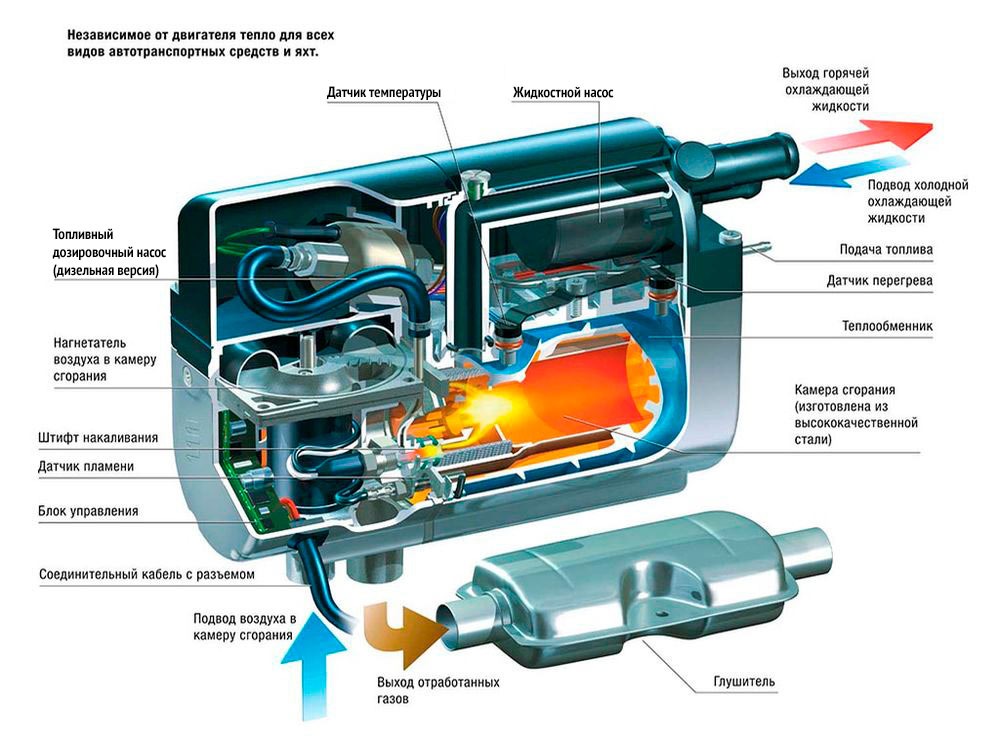 Независимое от двигателя тепло для всех
видов автотранспортных средств и яхт.
Датчик температуры
Жидкостной насос
Выход горячей
охлаждающей
жидкости
Подвод холодной
охлаждающей
жидкости
Топливный
дозировочный насос
(дизельная версия)
Подача топлива
Датчик перегрева
Теплообменник
Нагнетатель
воздуха в камеру
сгорания
Камера сгорания
(изготовлена из
высококачественной
стали)
Штифт накаливания
Датчик пламени
Блок управления
Соединительный кабель с разъемом
Подвод воздуха в
камеру сгорания
Выход отработанных
газов
Глушитель